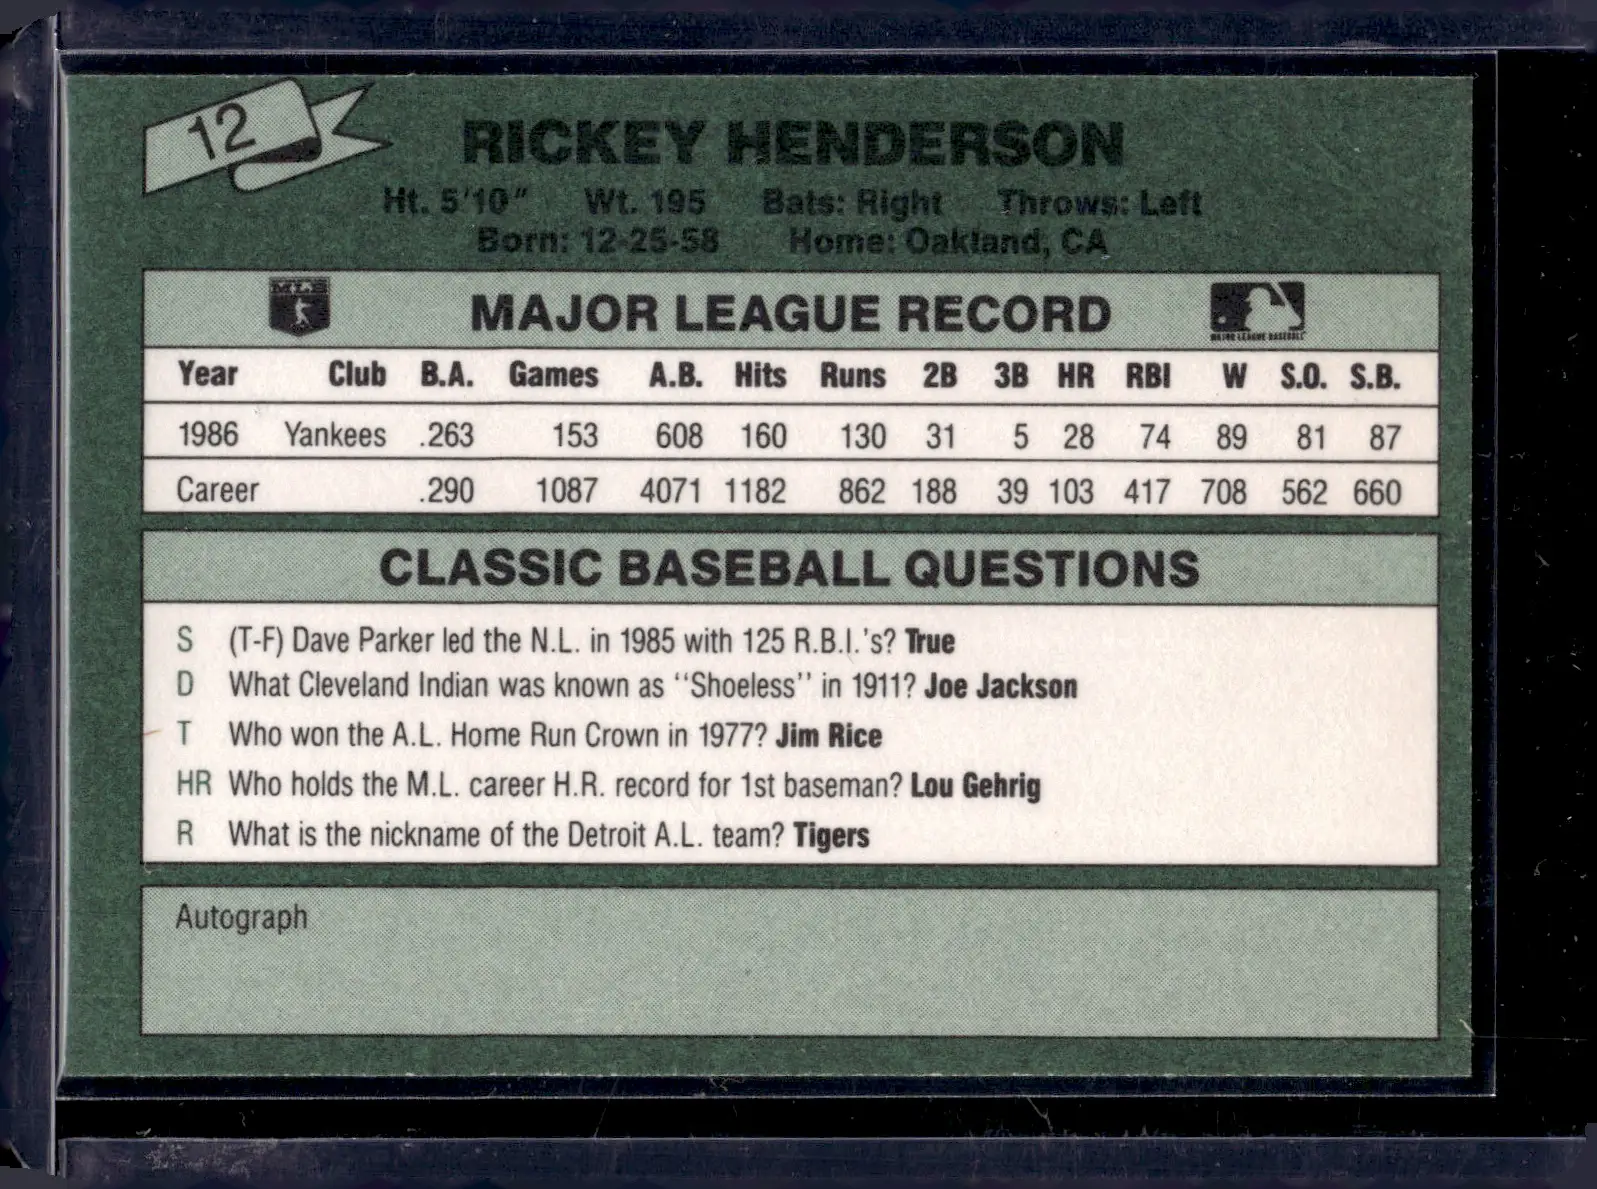 12
RICKEY HENDERSON
Ht. 5'10" Wt. 195 Bats: Right Throws: Left
Born: 12-25-58 Home: Oakland, CA
MLB
MAJOR LEAGUE RECORD
MAJOR LEAGUE BASEBALL
Year Club B.A. Games A.B. Hits Runs 2B 3B HR RBI W S.O. S.B.
1986 Yankees .263 153 608 160 130 31 5 28 74 89 81 87
Career .290 1087 4071 1182 862 188 39 103 417 708 562 660
CLASSIC BASEBALL QUESTIONS
S (T-F) Dave Parker led the N.L. in 1985 with 125 R.B.I.'s? True
D What Cleveland Indian was known as "Shoeless" in 1911? Joe Jackson
T Who won the A.L. Home Run Crown in 1977? Jim Rice
HR Who holds the M.L. career H.R. record for 1st baseman? Lou Gehrig
R What is the nickname of the Detroit A.L. team? Tigers
Autograph